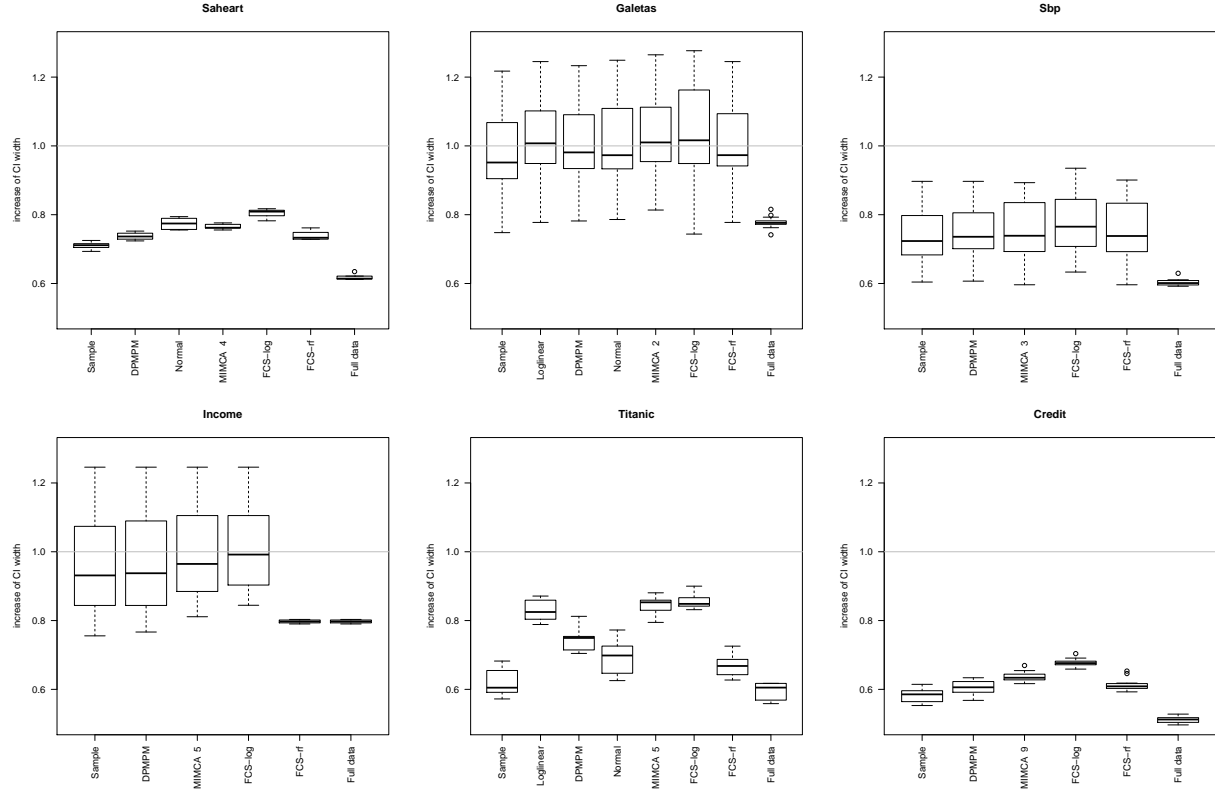 Saheart
increase of CI width
1.2
1.0
0.8
0.6
Sample
DPMPM
Normal
MIMCA 4
FCS−log
FCS−rf
Full data
Galetas
increase of CI width
1.2
1.0
0.8
0.6
Sample
Loglinear
DPMPM
Normal
MIMCA 2
FCS−log
FCS−rf
Full data
Sbp
increase of CI width
1.2
1.0
0.8
0.6
Sample
DPMPM
MIMCA 3
FCS−log
FCS−rf
Full data
Income
increase of CI width
1.2
1.0
0.8
0.6
Sample
DPMPM
MIMCA 5
FCS−log
FCS−rf
Full data
Titanic
increase of CI width
1.2
1.0
0.8
0.6
Sample
Loglinear
DPMPM
Normal
MIMCA 5
FCS−log
FCS−rf
Full data
Credit
increase of CI width
1.2
1.0
0.8
0.6
Sample
DPMPM
MIMCA 9
FCS−log
FCS−rf
Full data